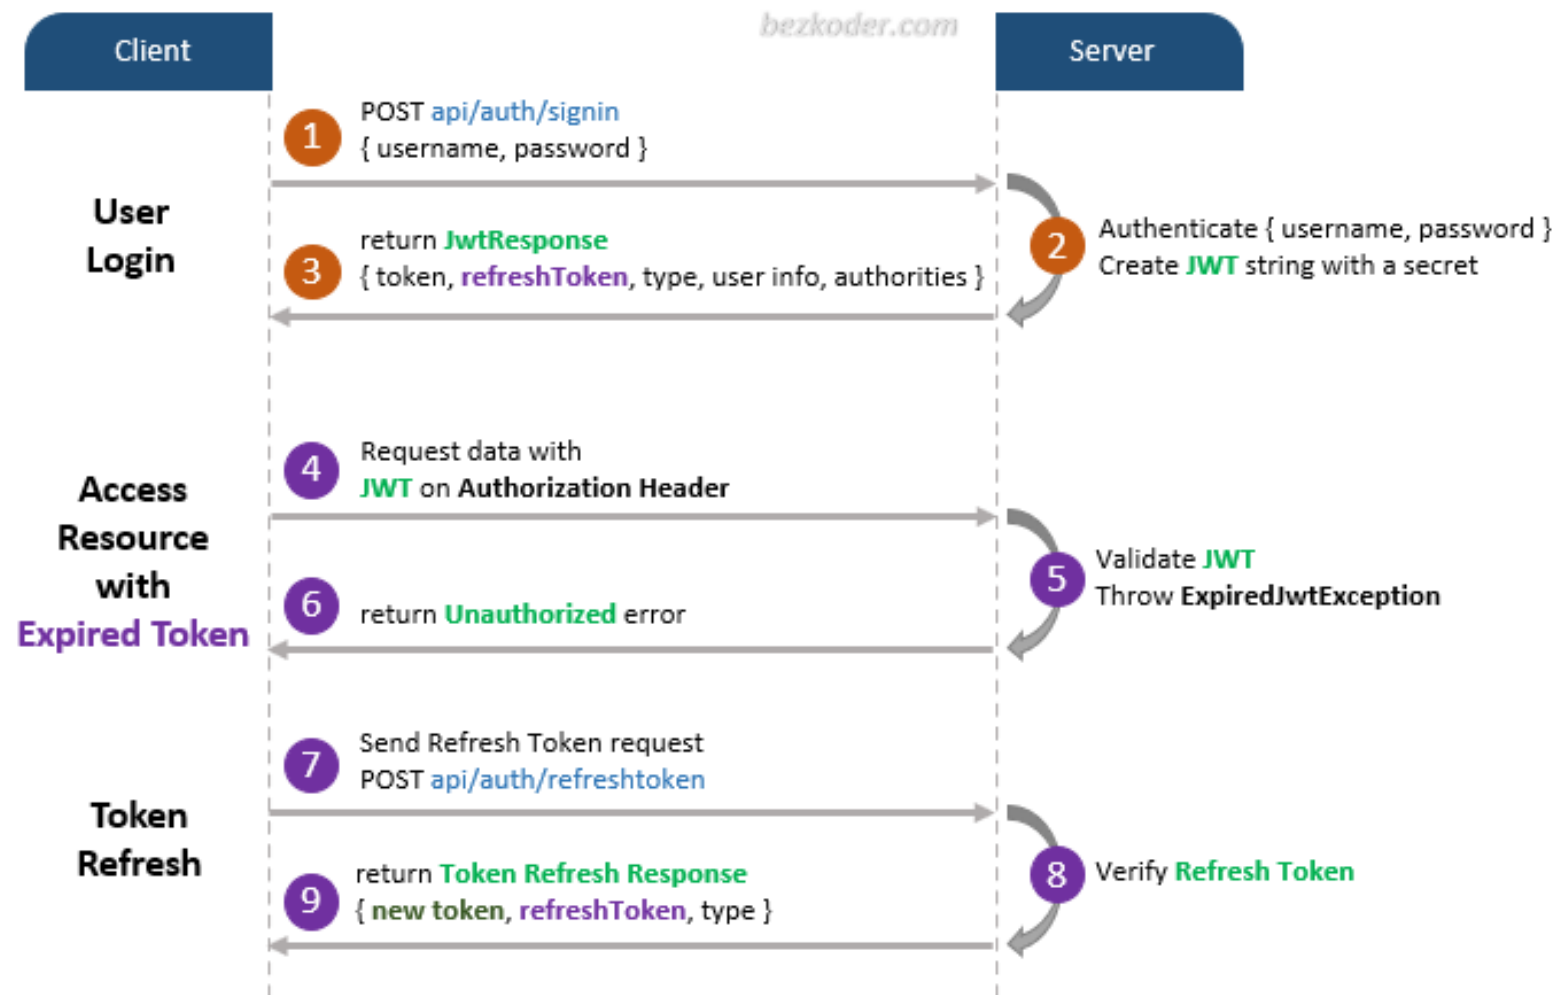 bezkoder.com
Client
Server
User
Login
1
POST api/auth/signin
{ username, password }
2
Authenticate { username, password }
Create JWT string with a secret
3
return JwtResponse
{ token, refreshToken, type, user info, authorities }
Access
Resource
with
Expired Token
4
Request data with
JWT on Authorization Header
5
Validate JWT
Throw ExpiredJwtException
6
return Unauthorized error
Token
Refresh
7
Send Refresh Token request
POST api/auth/refreshtoken
8
Verify Refresh Token
9
return Token Refresh Response
{ new token, refreshToken, type }